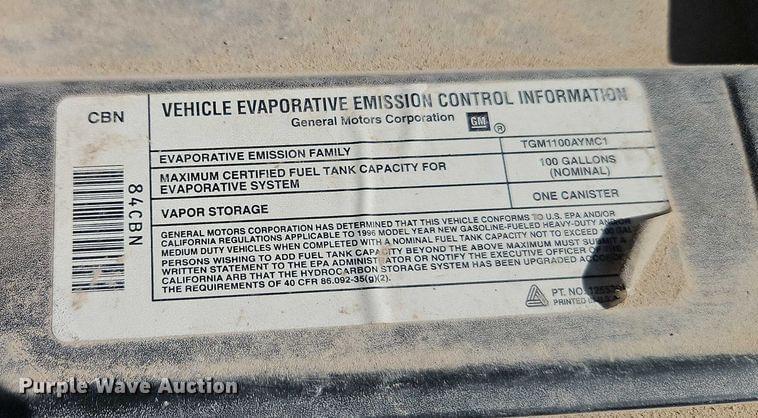 CBN
VEHICLE EVAPORATIVE EMISSION CONTROL INFORMATION
General Motors Corporation GM ®
EVAPORATIVE EMISSION FAMILY TGM1100AYMC1
MAXIMUM CERTIFIED FUEL TANK CAPACITY FOR
EVAPORATIVE SYSTEM
100 GALLONS
(NOMINAL)
VAPOR STORAGE ONE CANISTER
84CBN
GENERAL MOTORS CORPORATION HAS DETERMINED THAT THIS VEHICLE CONFORMS TO U.S. EPA AND/OR
CALIFORNIA REGULATIONS APPLICABLE TO 1996 MODEL YEAR NEW GASOLINE-FUELED HEAVY-DUTY AND/OR
MEDIUM DUTY VEHICLES WHEN COMPLETED WITH A NOMINAL FUEL TANK CAPACITY NOT TO EXCEED 100 GAL
PERSONS WISHING TO ADD FUEL TANK CAPACITY BEYOND THE ABOVE MAXIMUM MUST SUBMIT A
WRITTEN STATEMENT TO THE EPA ADMINISTRATOR OR NOTIFY THE EXECUTIVE OFFICER OF
CALIFORNIA ARB THAT THE HYDROCARBON STORAGE SYSTEM HAS BEEN UPGRADED
THE REQUIREMENTS OF 40 CFR 86.092-35(g)(2).
PT. NO.
PRINTED
Purple Wave Auction